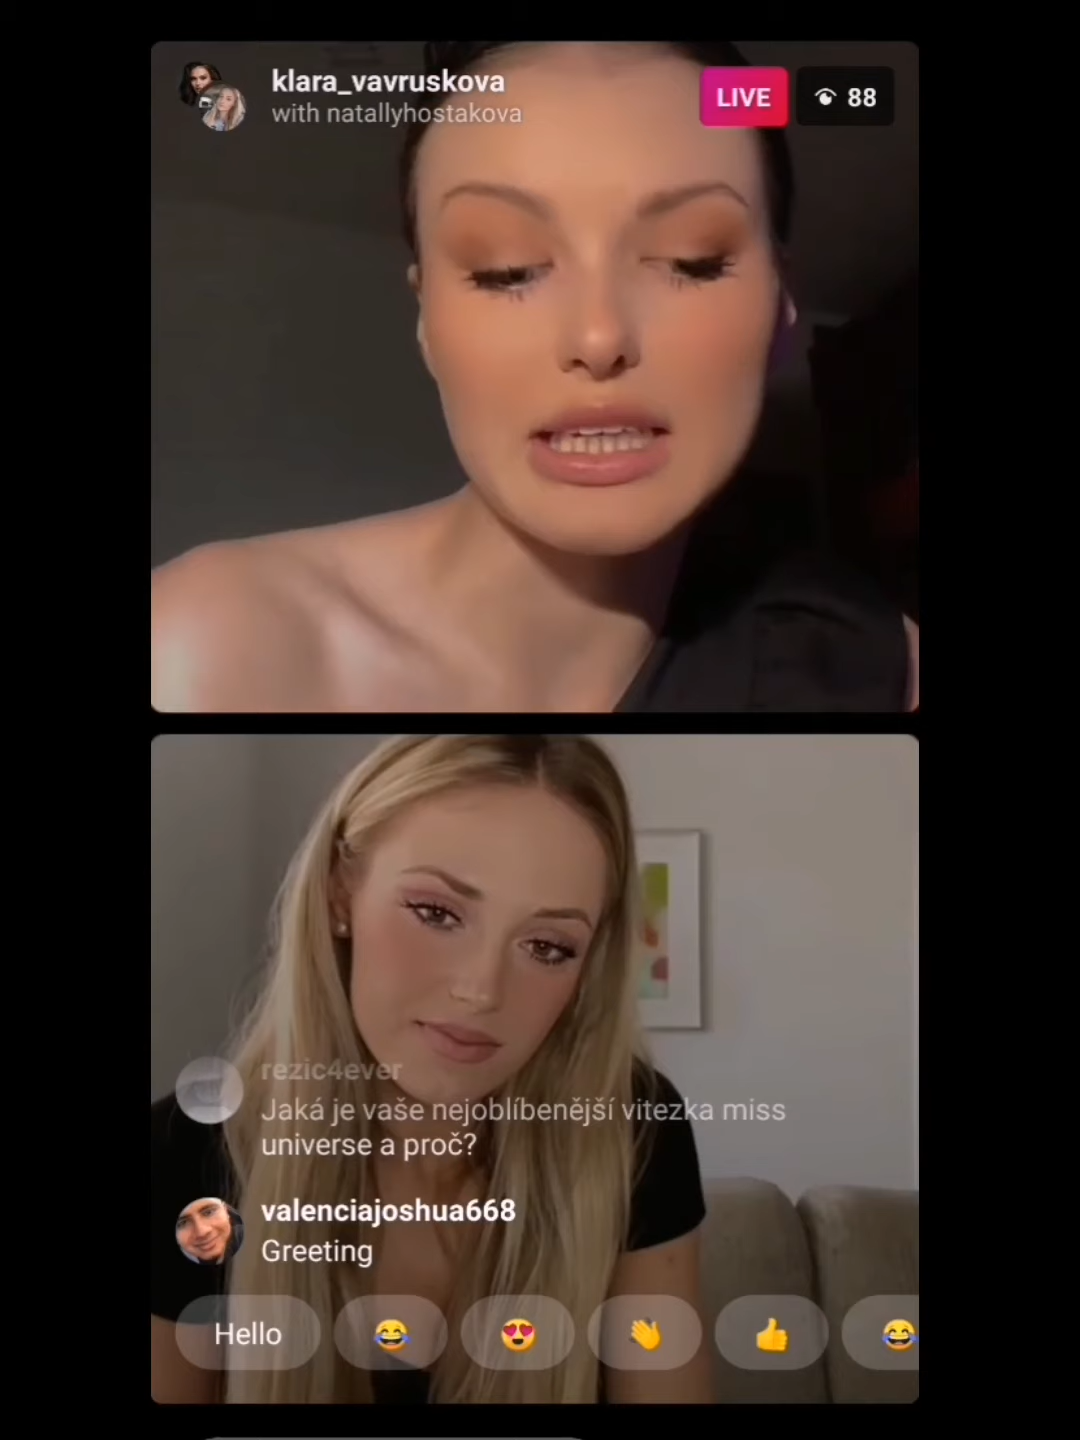 klara_vavruskova
with natallyhostakova
LIVE
88
rezic4ever
Jaká je vaše nejoblíbenější vitezka miss
universe a proč?
valenciajoshua668
Greeting
Hello